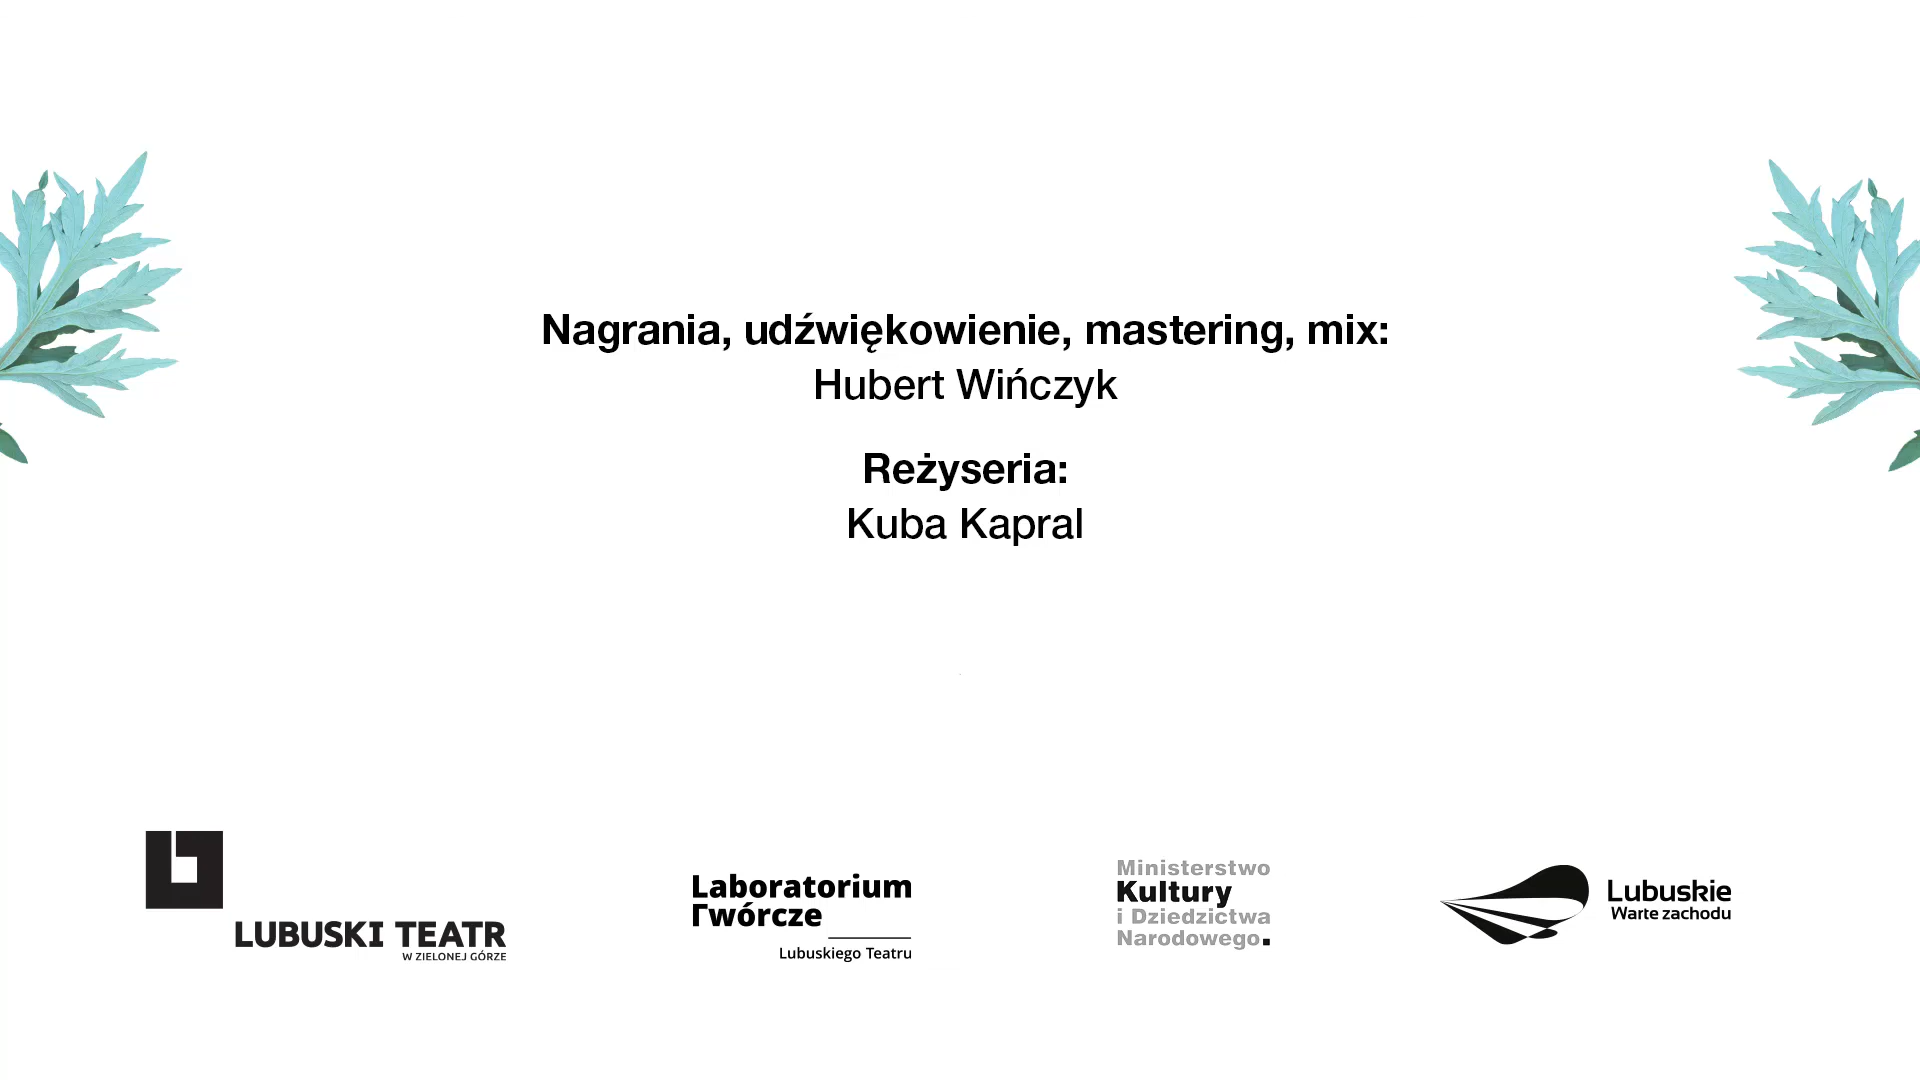 Nagrania, udźwiękowienie, mastering, mix:
Hubert Wińczyk
Reżyseria:
Kuba Kapral
LUBUSKI TEATR
W ZIELONEJ GÓRZE
Laboratorium
Twórcze
Lubuskiego Teatru
Ministerstwo
Kultury
i Dziedzictwa
Narodowego.
Lubuskie
Warte zachodu